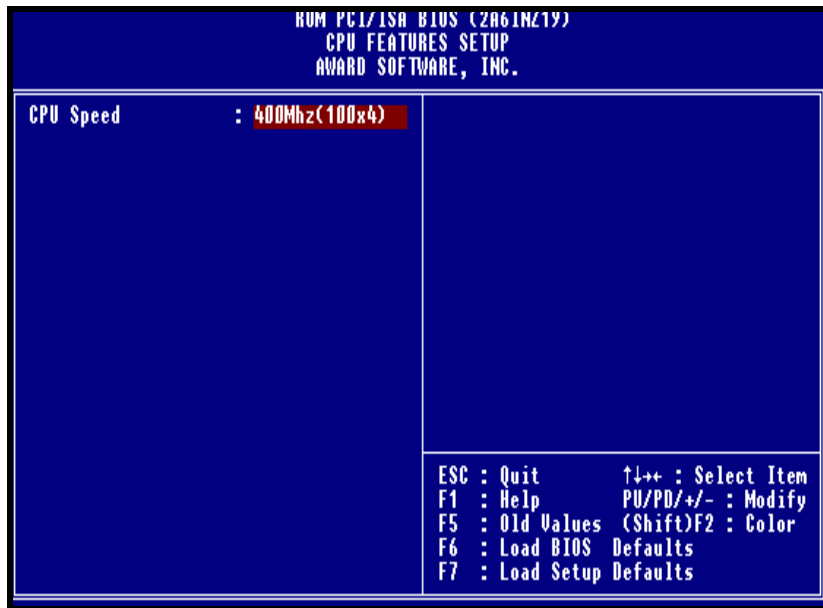 ROM PCI/ISA BIOS (2A61NZ19)
CPU FEATURES SETUP
AWARD SOFTWARE, INC.
CPU Speed : 400Mhz(100x4)
ESC : Quit ↑↓→← : Select Item
F1 : Help PU/PD/+/- : Modify
F5 : Old Values (Shift)F2 : Color
F6 : Load BIOS Defaults
F7 : Load Setup Defaults